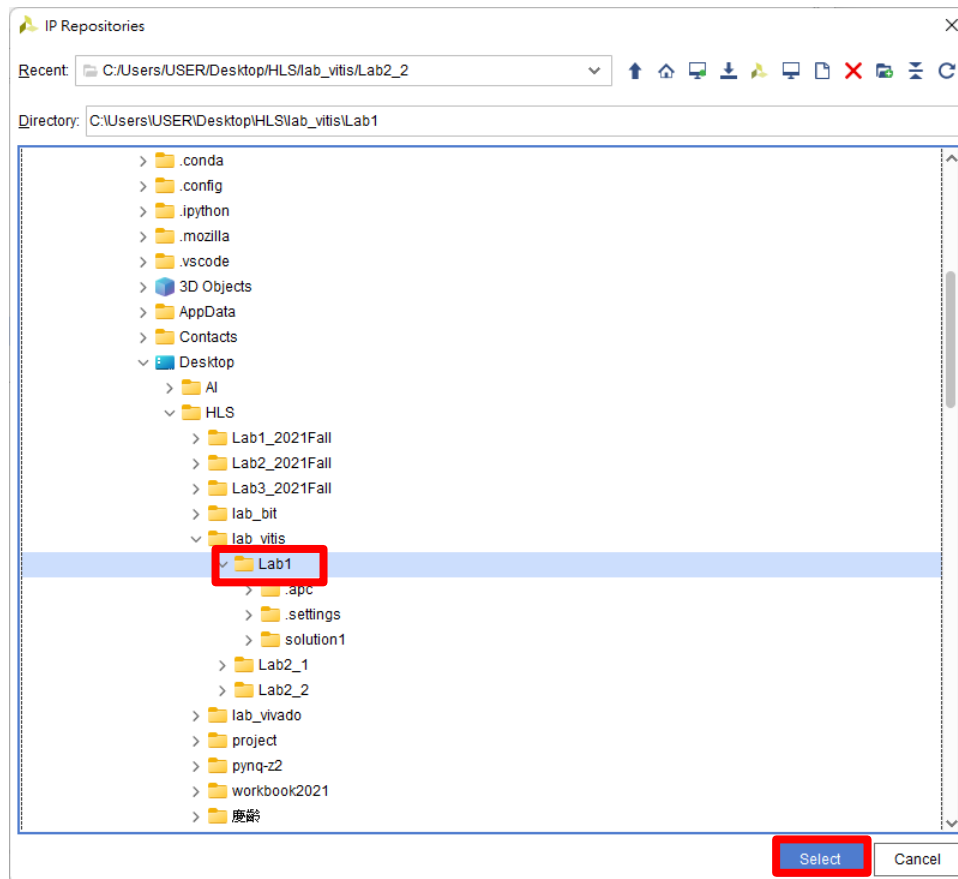 IP Repositories
Recent: C:/Users/USER/Desktop/HLS/lab_vitis/Lab2_2
Directory: C:\Users\USER\Desktop\HLS\lab_vitis\Lab1
.conda
.config
.ipython
.mozilla
.vscode
3D Objects
AppData
Contacts
Desktop
AI
HLS
Lab1_2021Fall
Lab2_2021Fall
Lab3_2021Fall
lab_bit
lab_vitis
Lab1
.apc
.settings
solution1
Lab2_1
Lab2_2
lab_vivado
project
pynq-z2
workbook2021
慶齡
Select Cancel